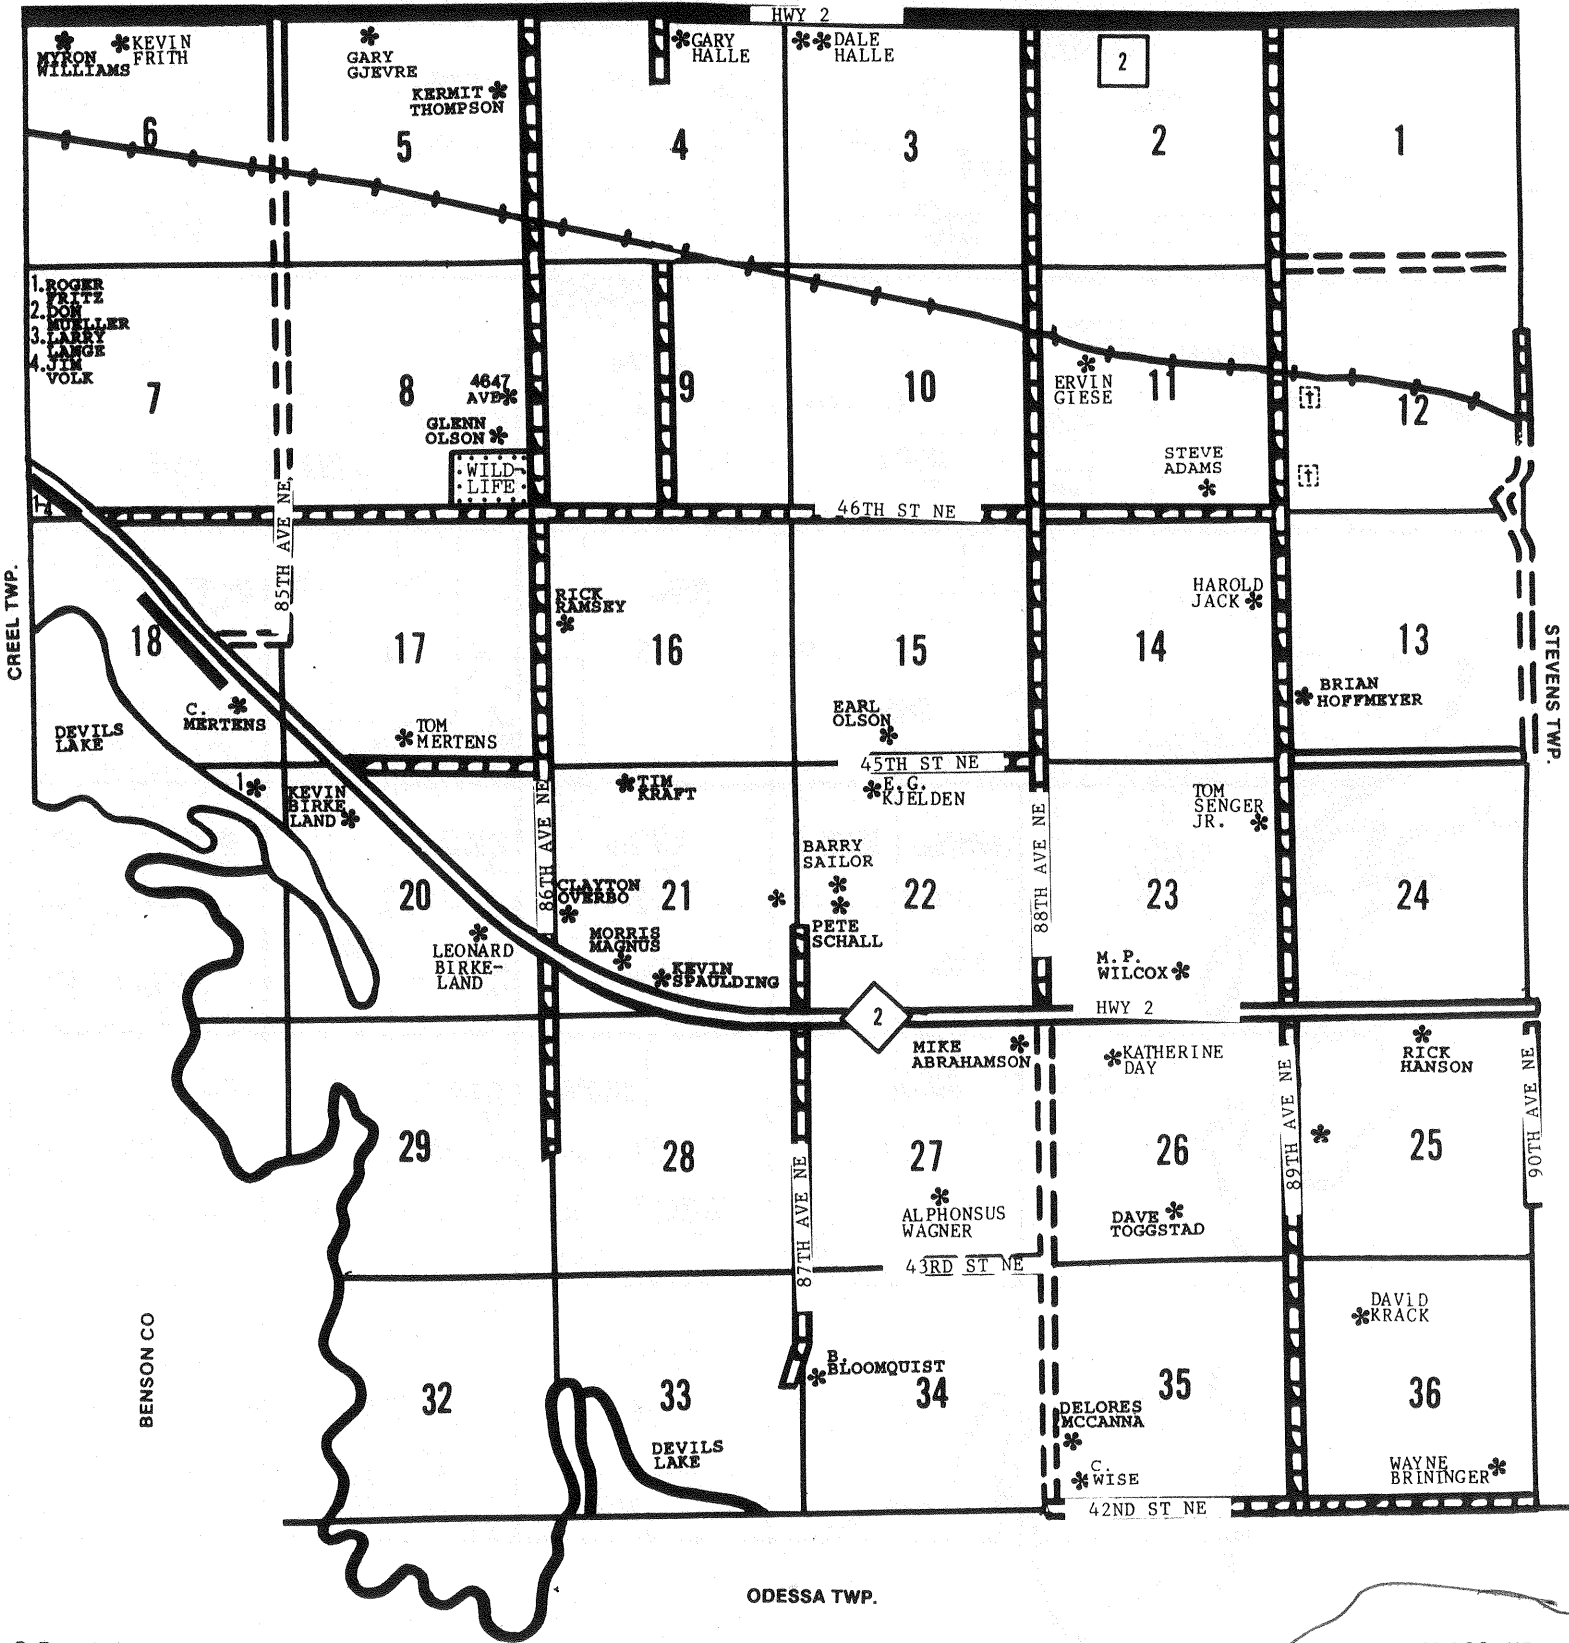 HWY 2
MYRON
WILLIAMS
KEVIN
FRITH
GARY
GJEVRE
KERMIT
THOMPSON
GARY
HALLE
DALE
HALLE
2
6
5
4
3
2
1
1. ROGER
FRITZ
2. DON
MUELLER
3. LARRY
LANGE
4. JIM
VOLK
7
8
4647
AVE
GLENN
OLSON
WILD-
LIFE
9
10
ERVIN
GIESE
11
STEVE
ADAMS
12
1-4
85TH AVE NE
46TH ST NE
CREEL TWP.
18
17
RICK
RAMSEY
16
15
14
HAROLD
JACK
13
STEVENS TWP.
BRIAN
HOFFMEYER
DEVILS
LAKE
C.
MERTENS
TOM
MERTENS
EARL
OLSON
45TH ST NE
1
KEVIN
BIRKE
LAND
TIM
KRAFT
E.G.
KJELDEN
TOM
SENGER
JR.
86TH AVE NE
88TH AVE NE
BARRY
SAILOR
20
CLAYTON
OVERBO
21
22
23
24
PETE
SCHALL
LEONARD
BIRKE-
LAND
MORRIS
MAGNUS
KEVIN
SPAULDING
M.P.
WILCOX
2
HWY 2
MIKE
ABRAHAMSON
KATHERINE
DAY
RICK
HANSON
89TH AVE NE
90TH AVE NE
29
28
87TH AVE NE
27
26
25
ALPHONSUS
WAGNER
DAVE
TOGGSTAD
43RD ST NE
BENSON CO
DAVID
KRACK
B.
BLOOMQUIST
32
33
34
35
36
DELORES
MCCANNA
DEVILS
LAKE
C.
WISE
WAYNE
BRININGER
42ND ST NE
ODESSA TWP.